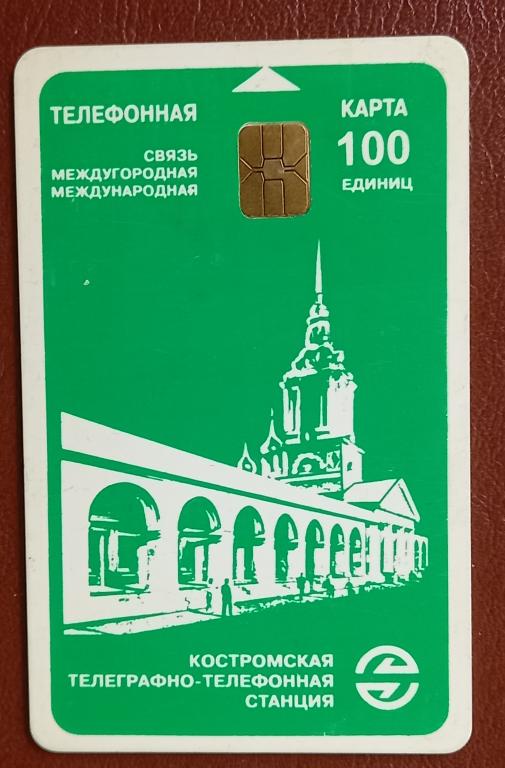 ТЕЛЕФОННАЯ КАРТА
СВЯЗЬ
МЕЖДУГОРОДНАЯ
МЕЖДУНАРОДНАЯ
100
ЕДИНИЦ
КОСТРОМСКАЯ
ТЕЛЕГРАФНО-ТЕЛЕФОННАЯ
СТАНЦИЯ